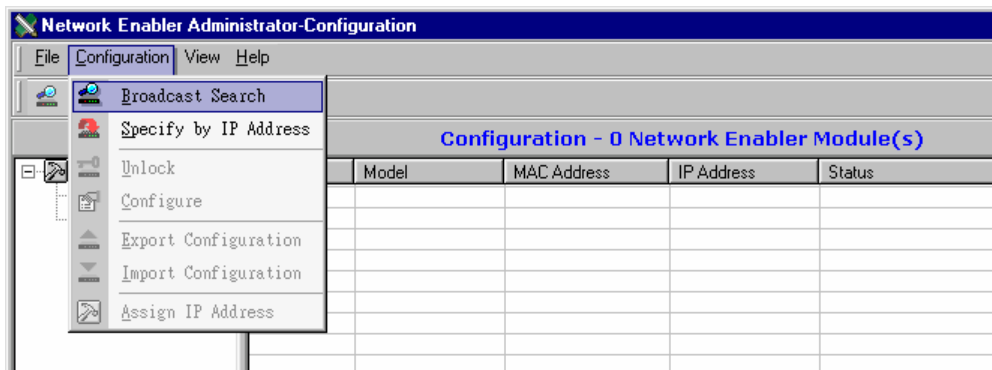 Network Enabler Administrator-Configuration
File Configuration View Help
Broadcast Search
Specify by IP Address
Unlock
Configure
Export Configuration
Import Configuration
Assign IP Address
Configuration - 0 Network Enabler Module(s)
Model MAC Address IP Address Status